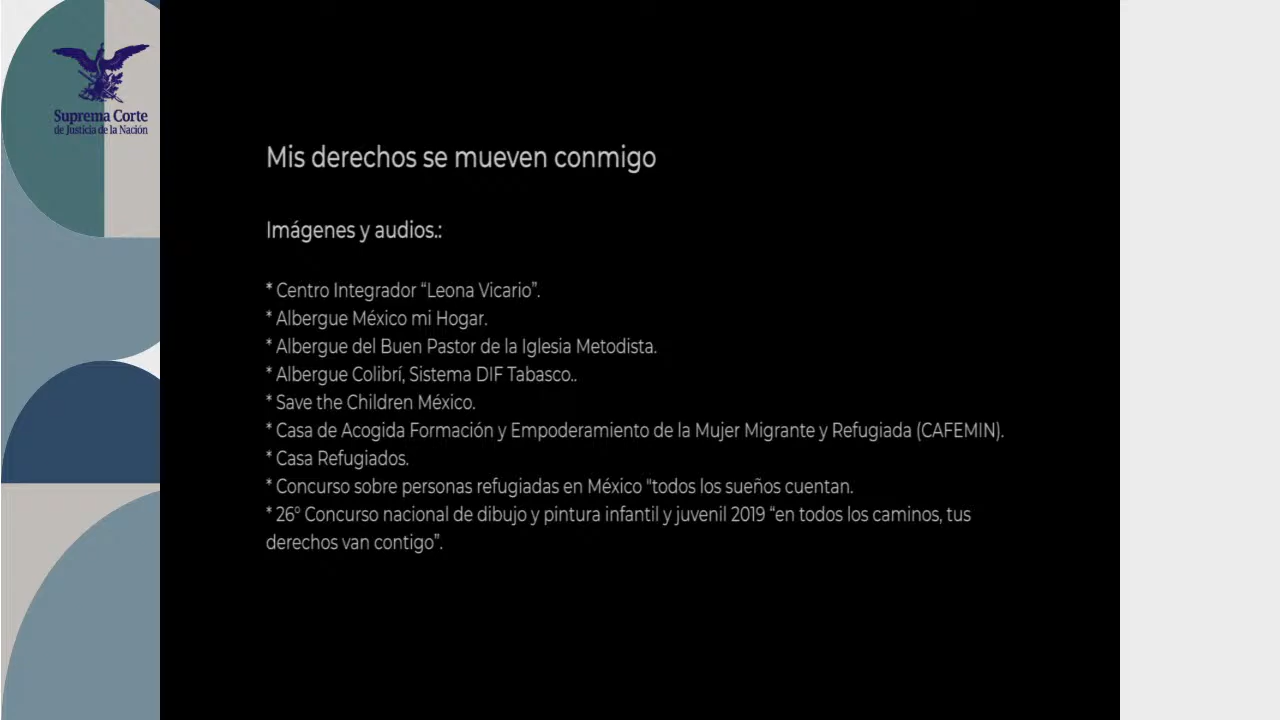 Suprema Corte
de Justicia de la Nación
Mis derechos se mueven conmigo
Imágenes y audios.:
* Centro Integrador “Leona Vicario”.
* Albergue México mi Hogar.
* Albergue del Buen Pastor de la Iglesia Metodista.
* Albergue Colibrí, Sistema DIF Tabasco..
* Save the Children México.
* Casa de Acogida Formación y Empoderamiento de la Mujer Migrante y Refugiada (CAFEMIN).
* Casa Refugiados.
* Concurso sobre personas refugiadas en México "todos los sueños cuentan.
* 26º Concurso nacional de dibujo y pintura infantil y juvenil 2019 “en todos los caminos, tus
derechos van contigo”.